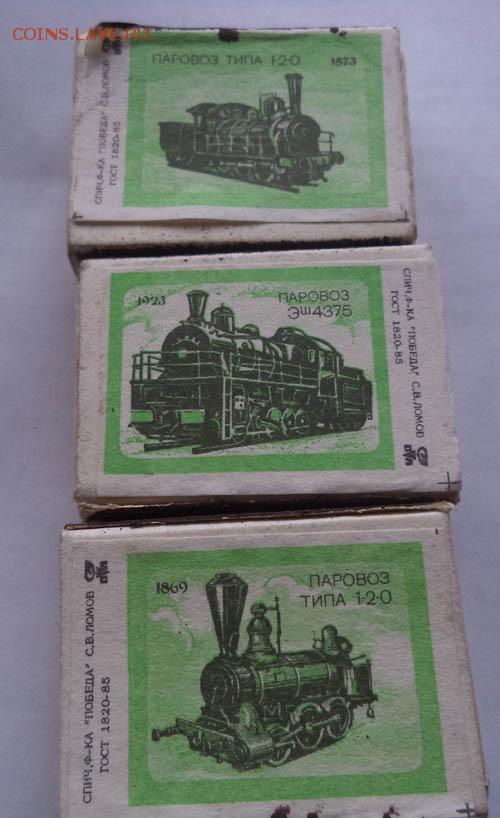 COINS.LAVE.RU
ПАРОВОЗ ТИПА 1-2-0 1873
СПИЧ.Ф-КА "ПОБЕДА" С.В.ЛОМОВ
ГОСТ 1820-85
1923
ПАРОВОЗ
ЭШ4375
СПИЧ.Ф-КА "ПОБЕДА" С.В.ЛОМОВ
ГОСТ 1820-85
1869
ПАРОВОЗ
ТИПА 1-2-0
СПИЧ.Ф-КА "ПОБЕДА" С.В.ЛОМОВ
ГОСТ 1820-85